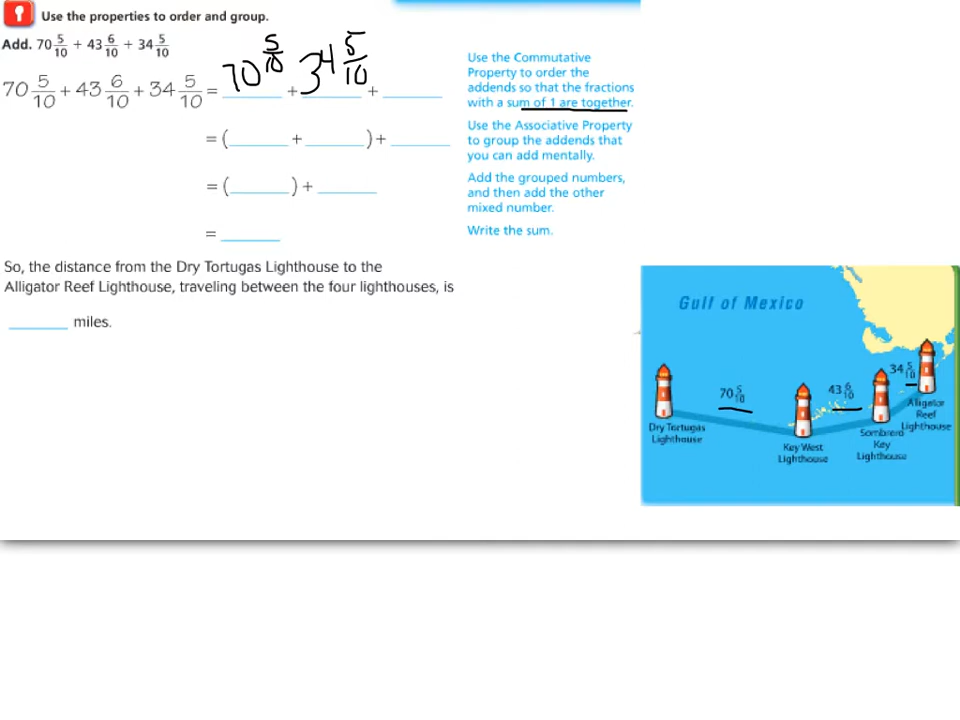 ! Use the properties to order and group.
Add. 70 5/10 + 43 6/10 + 34 5/10
70 5/10 + 43 6/10 + 34 5/10 = 70 5/10 + 34 5/10 + ______
= ( ______ + ______ ) + ______
= ( ______ ) + ______
= ______
So, the distance from the Dry Tortugas Lighthouse to the
Alligator Reef Lighthouse, traveling between the four lighthouses, is
______ miles.
Use the Commutative
Property to order the
addends so that the fractions
with a sum of 1 are together.
Use the Associative Property
to group the addends that
you can add mentally.
Add the grouped numbers,
and then add the other
mixed number.
Write the sum.
Gulf of Mexico
70 5/10
43 6/10
34 5/10
Dry Tortugas
Lighthouse
Key West
Lighthouse
Sombrero
Key
Lighthouse
Alligator
Reef
Lighthouse